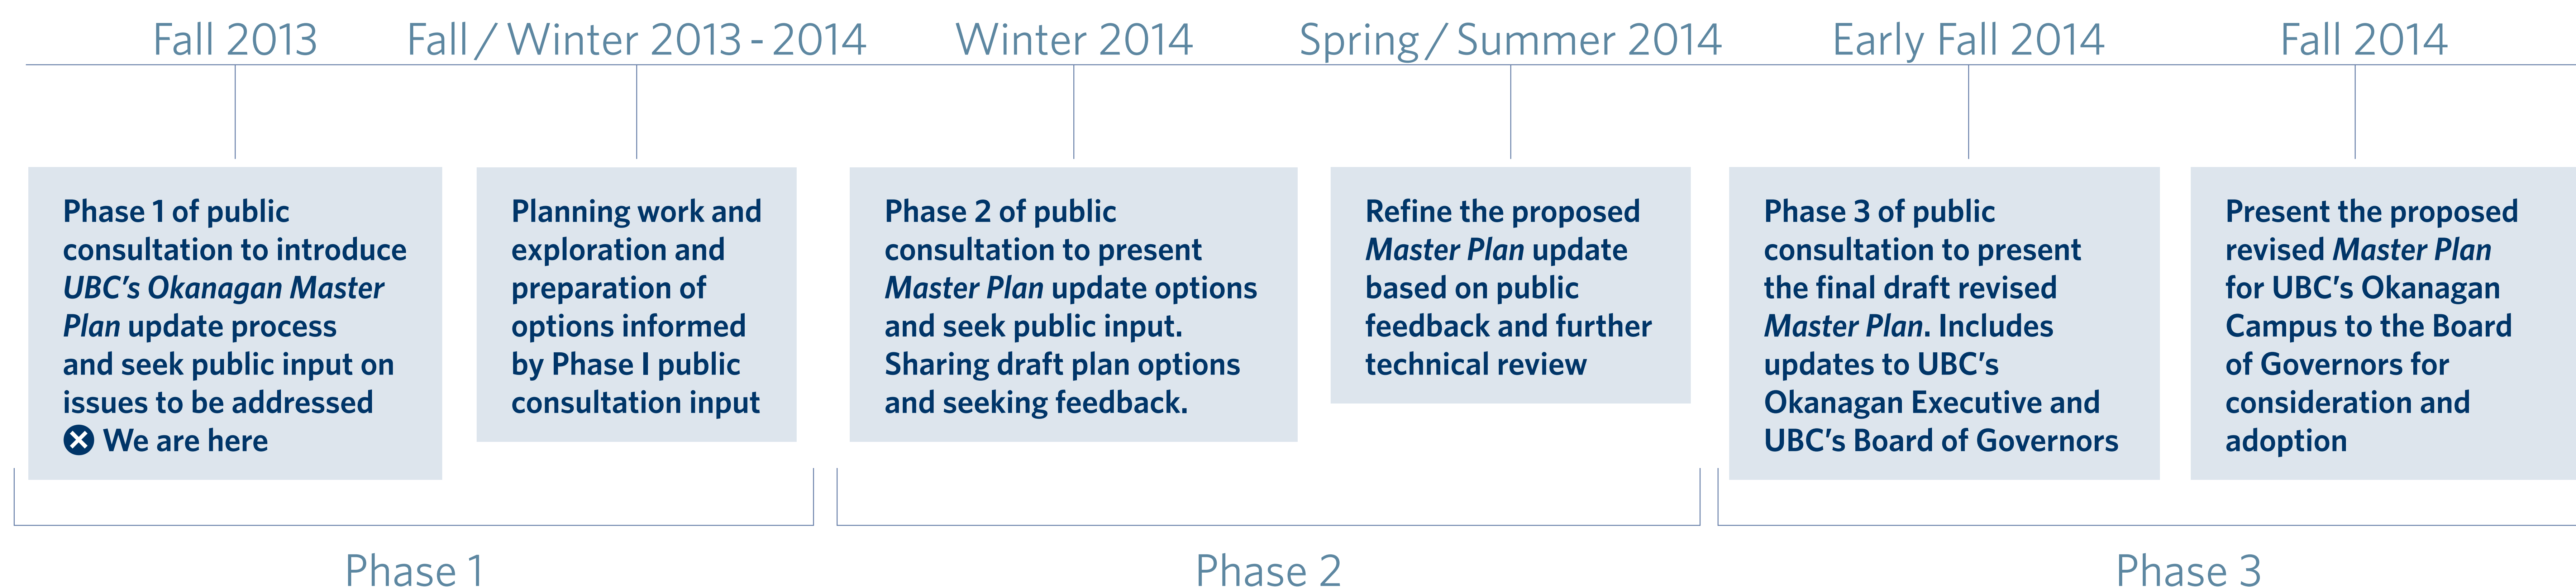 Fall 2013
Fall / Winter 2013 - 2014
Winter 2014
Spring / Summer 2014
Early Fall 2014
Fall 2014
Phase 1 of public
consultation to introduce
UBC's Okanagan Master
Plan update process
and seek public input on
issues to be addressed
We are here
Planning work and
exploration and
preparation of
options informed
by Phase I public
consultation input
Phase 2 of public
consultation to present
Master Plan update options
and seek public input.
Sharing draft plan options
and seeking feedback.
Refine the proposed
Master Plan update
based on public
feedback and further
technical review
Phase 3 of public
consultation to present
the final draft revised
Master Plan. Includes
updates to UBC's
Okanagan Executive and
UBC's Board of Governors
Present the proposed
revised Master Plan
for UBC's Okanagan
Campus to the Board
of Governors for
consideration and
adoption
Phase 1
Phase 2
Phase 3